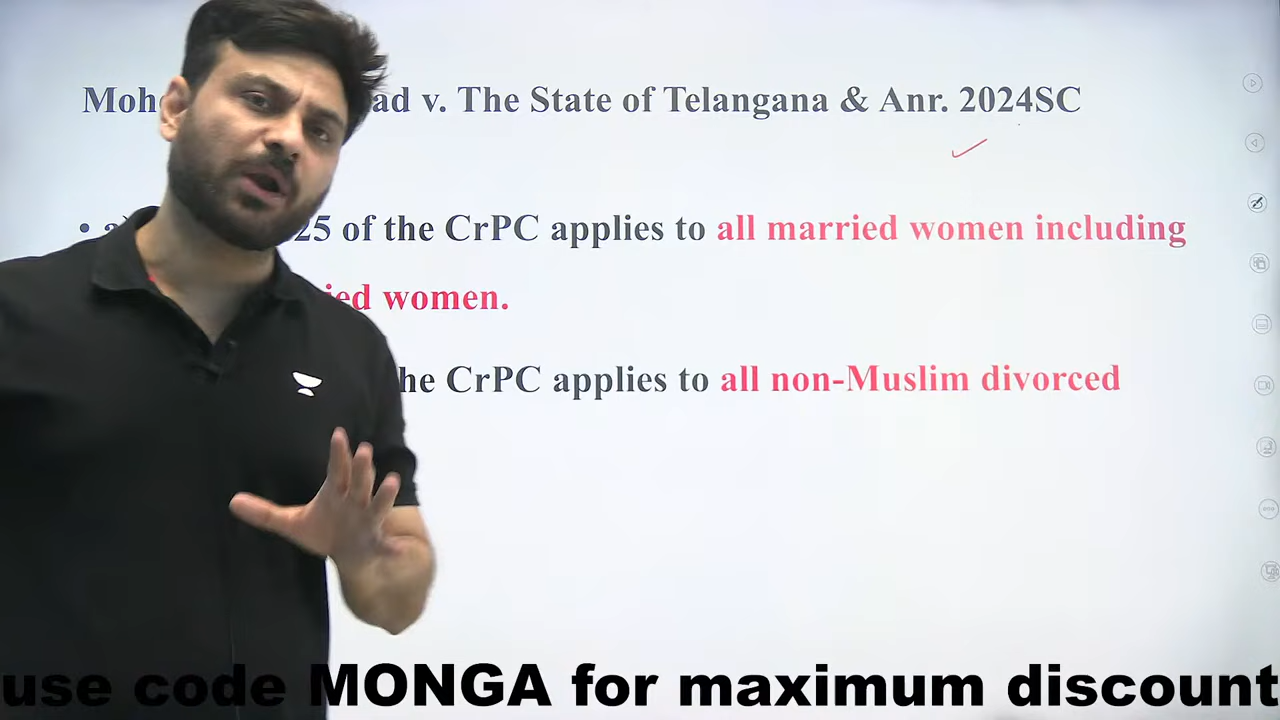 Moh ad v. The State of Telangana & Anr. 2024SC
• a) 25 of the CrPC applies to all married women including
ied women.
he CrPC applies to all non-Muslim divorced
use code MONGA for maximum discount